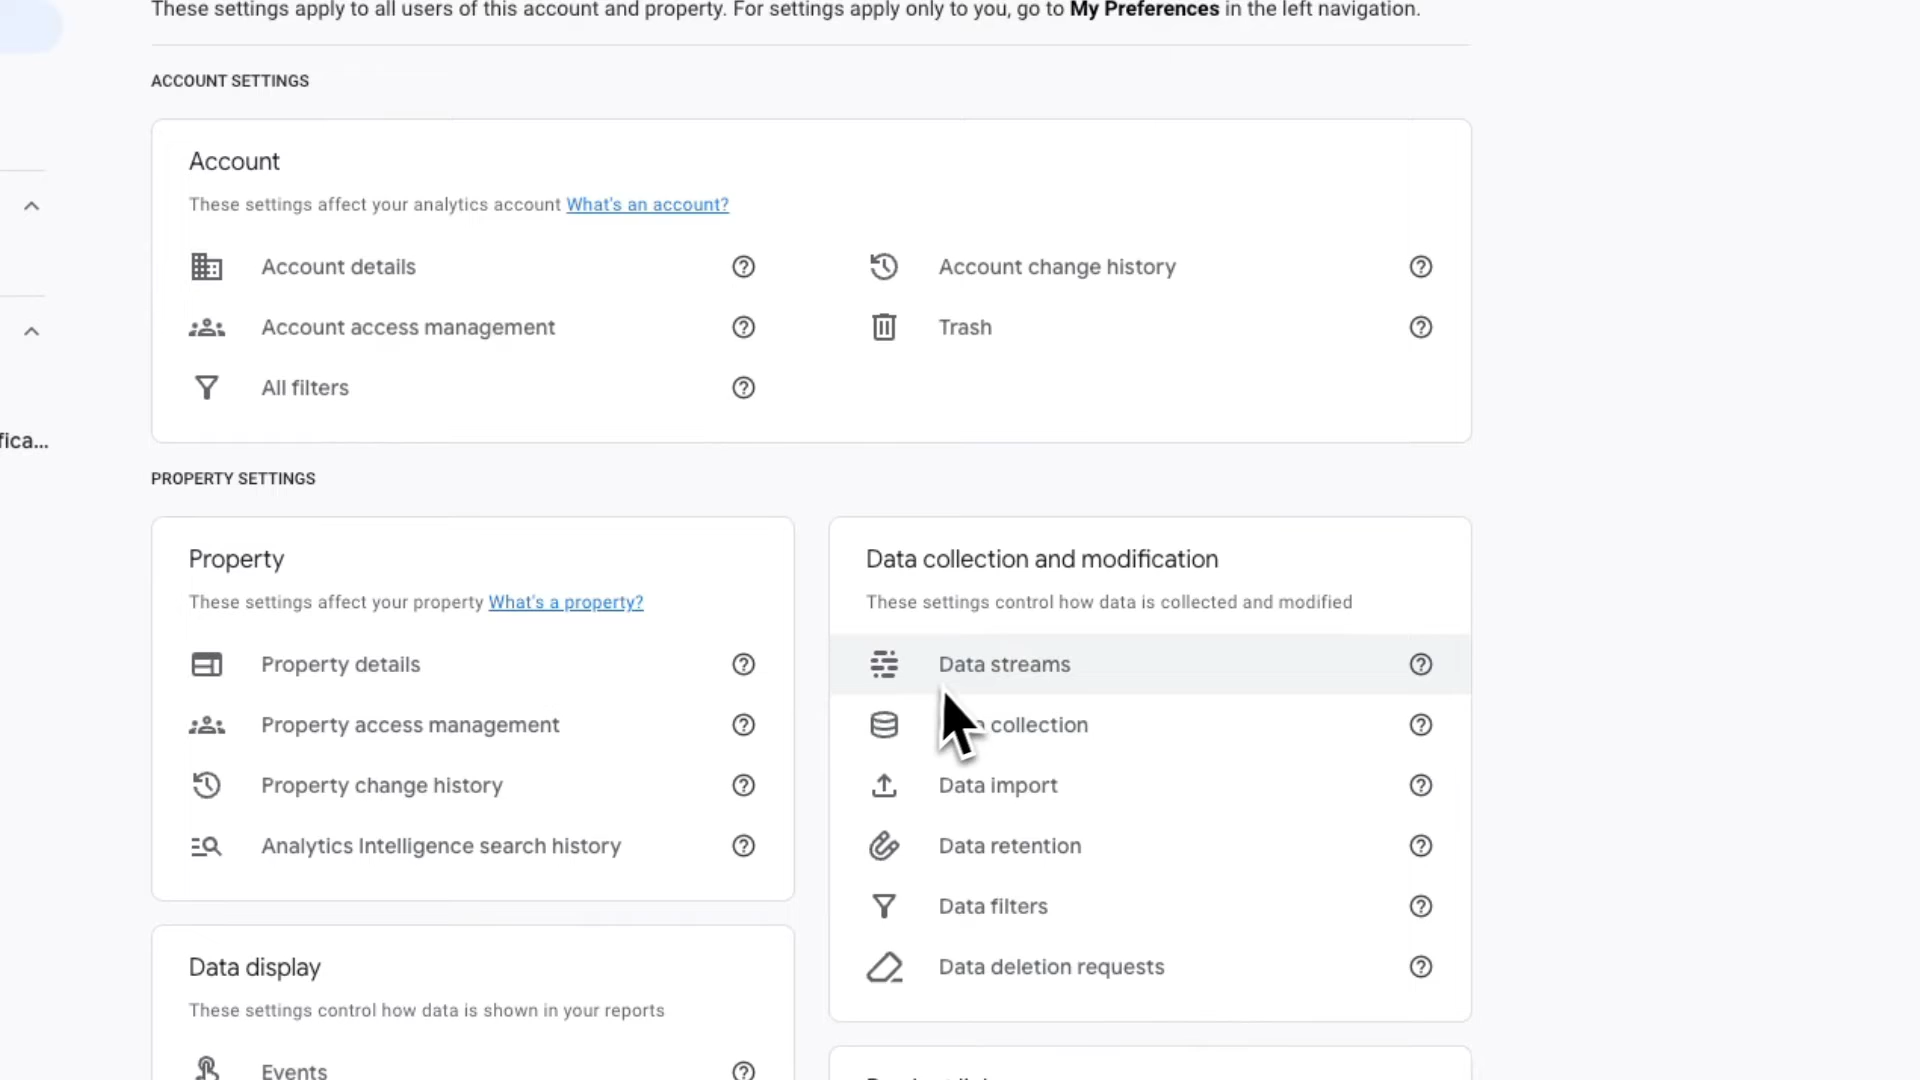 These settings apply to all users of this account and property. For settings apply only to you, go to My Preferences in the left navigation.
ACCOUNT SETTINGS
Account
These settings affect your analytics account What's an account?
Account details
Account change history
Account access management
Trash
All filters
fica...
PROPERTY SETTINGS
Property
These settings affect your property What's a property?
Property details
Property access management
Property change history
Analytics Intelligence search history
Data display
These settings control how data is shown in your reports
Events
Data collection and modification
These settings control how data is collected and modified
Data streams
collection
Data import
Data retention
Data filters
Data deletion requests